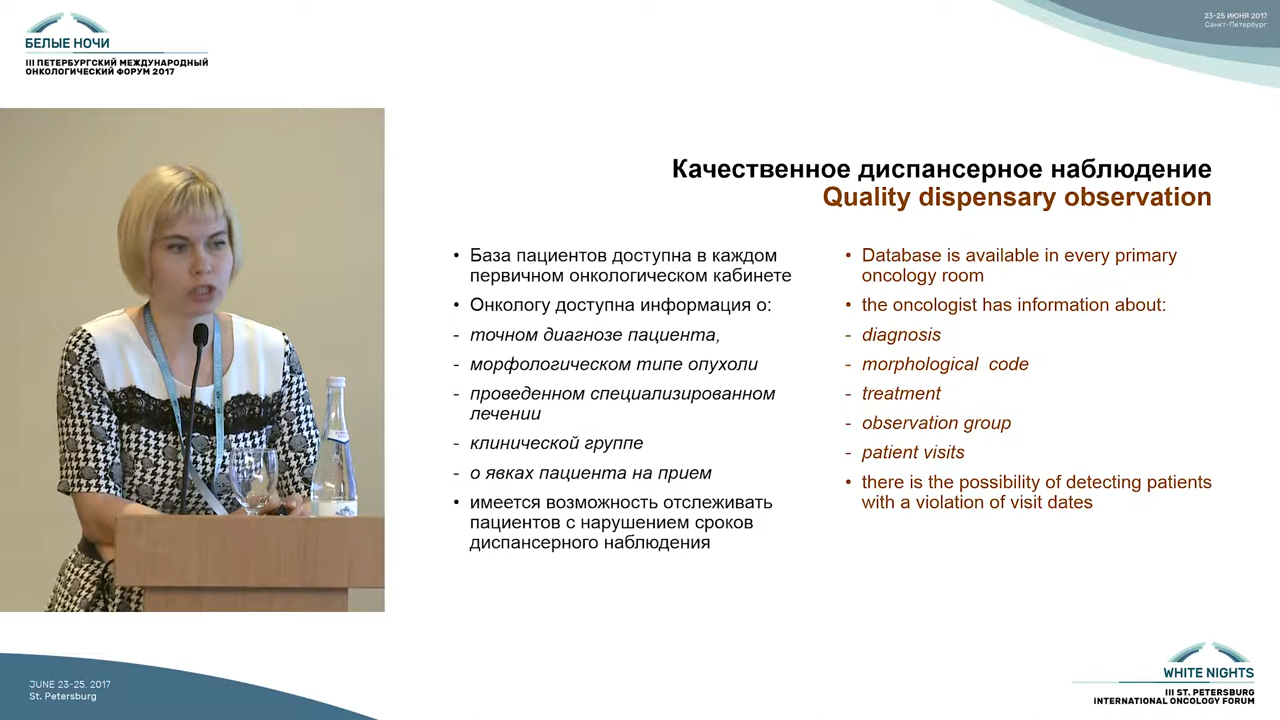 БЕЛЫЕ НОЧИ
III ПЕТЕРБУРГСКИЙ МЕЖДУНАРОДНЫЙ
ОНКОЛОГИЧЕСКИЙ ФОРУМ 2017
23-25 ИЮНЯ 2017
Санкт-Петербург
Качественное диспансерное наблюдение
Quality dispensary observation
• База пациентов доступна в каждом
первичном онкологическом кабинете
• Онкологу доступна информация о:
- точном диагнозе пациента,
- морфологическом типе опухоли
- проведенном специализированном
лечении
- клинической группе
- о явках пациента на прием
• имеется возможность отслеживать
пациентов с нарушением сроков
диспансерного наблюдения
• Database is available in every primary
oncology room
• the oncologist has information about:
- diagnosis
- morphological code
- treatment
- observation group
- patient visits
• there is the possibility of detecting patients
with a violation of visit dates
JUNE 23-25. 2017
St. Petersburg
WHITE NIGHTS
III ST. PETERSBURG
INTERNATIONAL ONCOLOGY FORUM